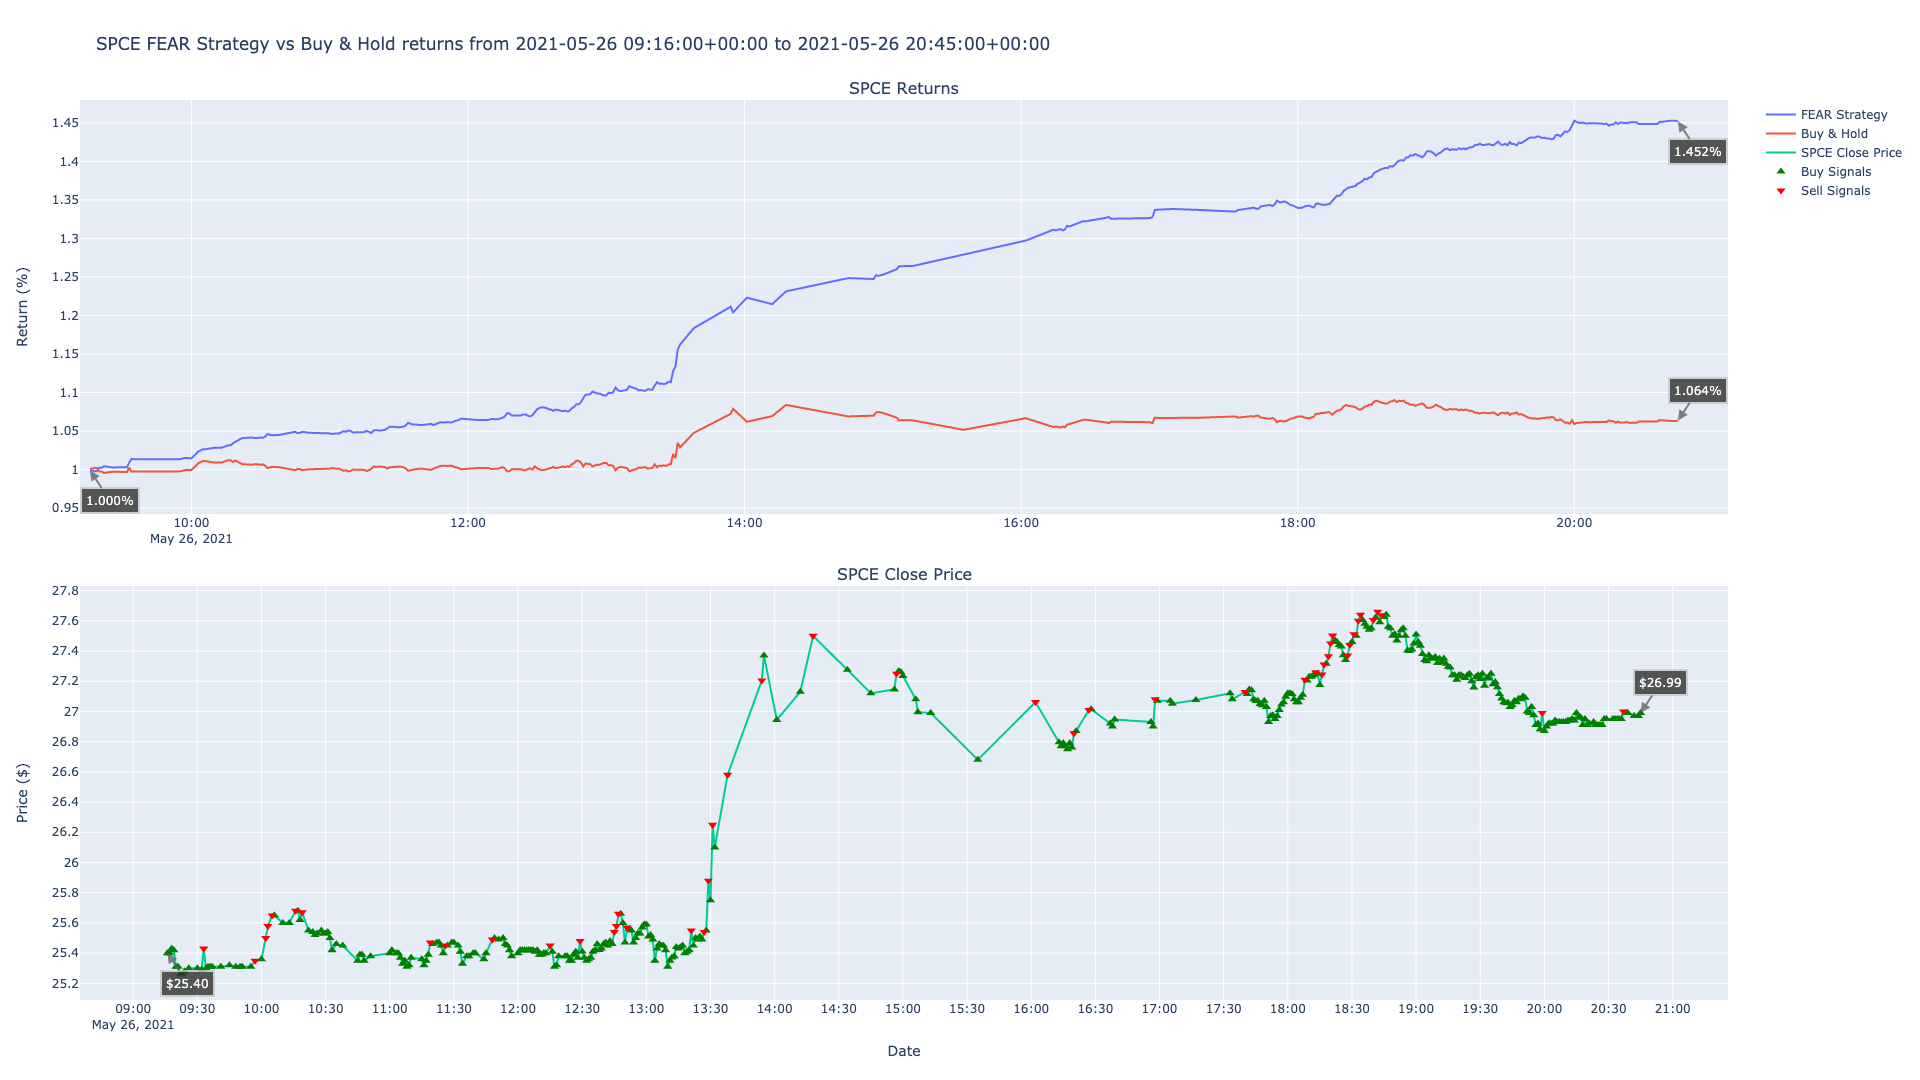 SPCE FEAR Strategy vs Buy & Hold returns from 2021-05-26 09:16:00+00:00 to 2021-05-26 20:45:00+00:00
SPCE Returns
Return (%)
1.45
1.4
1.35
1.3
1.25
1.2
1.15
1.1
1.05
1
0.95
1.000%
1.452%
1.064%
10:00 12:00 14:00 16:00 18:00 20:00
May 26, 2021
FEAR Strategy
Buy & Hold
SPCE Close Price
Buy Signals
Sell Signals
SPCE Close Price
Price ($)
27.8
27.6
27.4
27.2
27
26.8
26.6
26.4
26.2
26
25.8
25.6
25.4
25.2
$25.40
$26.99
09:00 09:30 10:00 10:30 11:00 11:30 12:00 12:30 13:00 13:30 14:00 14:30 15:00 15:30 16:00 16:30 17:00 17:30 18:00 18:30 19:00 19:30 20:00 20:30 21:00
May 26, 2021
Date